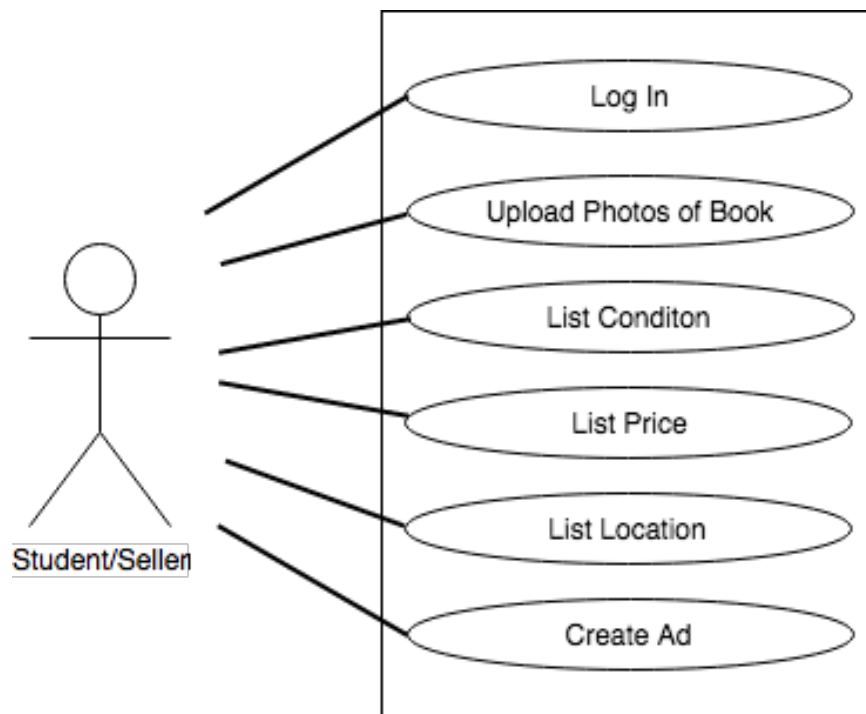 Log In
Upload Photos of Book
List Conditon
List Price
List Location
Create Ad
Student/Seller